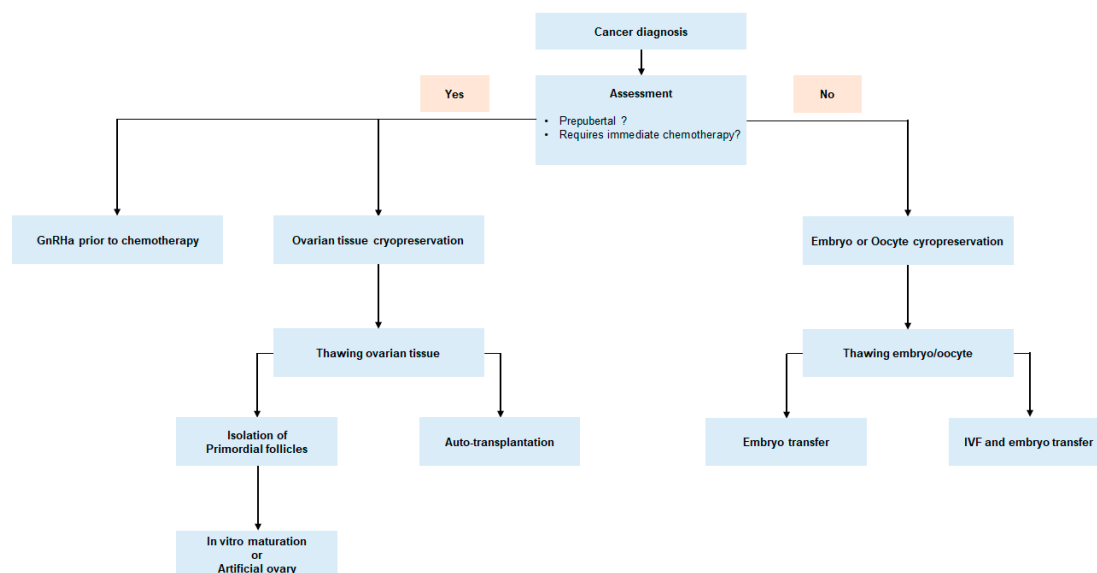 Cancer diagnosis
Yes
Assessment
No
• Prepubertal ?
• Requires immediate chemotherapy?
GnRHa prior to chemotherapy
Ovarian tissue cryopreservation
Embryo or Oocyte cyropreservation
Thawing ovarian tissue
Thawing embryo/oocyte
Isolation of
Primordial follicles
Auto-transplantation
Embryo transfer
IVF and embryo transfer
In vitro maturation
or
Artificial ovary